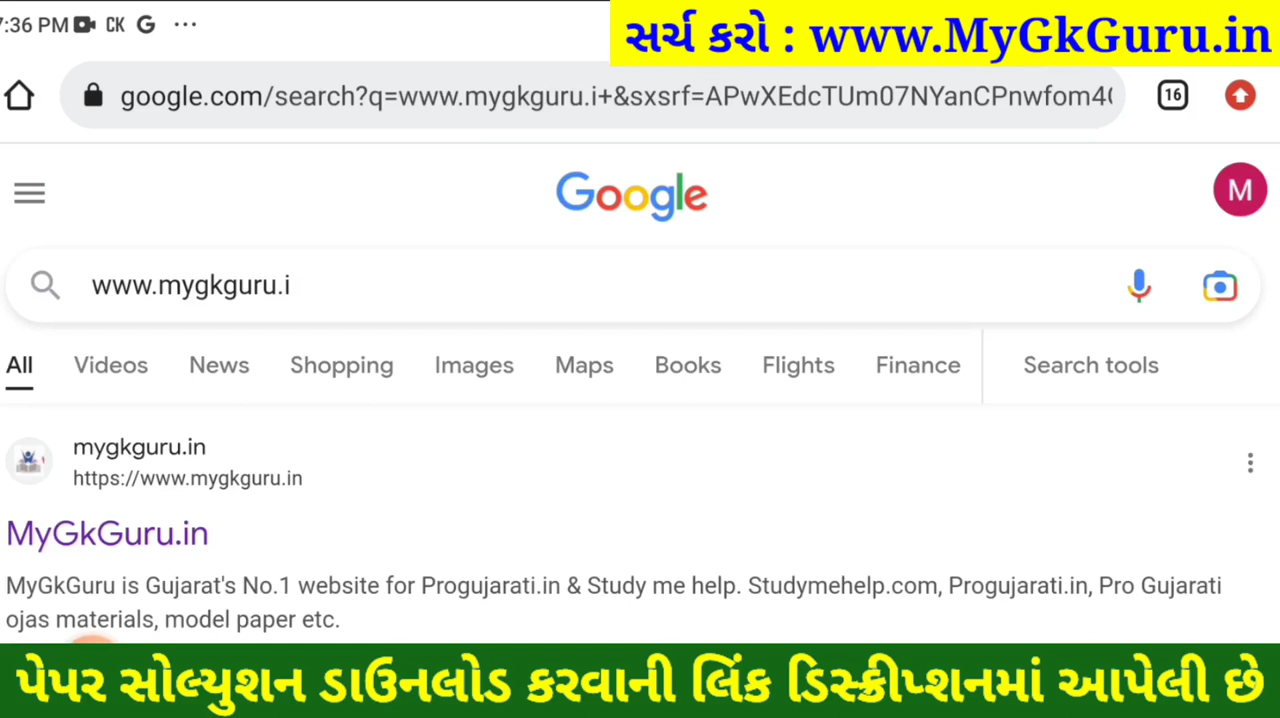 7:36 PM CK G ...
સર્ચ કરો : www.MyGkGuru.in
google.com/search?q=www.mygkguru.i+&sxsrf=APwXEdcTUm07NYanCPnwfom4
16
Google
M
www.mygkguru.i
All Videos News Shopping Images Maps Books Flights Finance Search tools
mygkguru.in
https://www.mygkguru.in
MyGkGuru.in
MyGkGuru is Gujarat's No.1 website for Progujarati.in & Study me help. Studymehelp.com, Progujarati.in, Pro Gujarati
ojas materials, model paper etc.
પેપર સોલ્યુશન ડાઉનલોડ કરવાની લિંક ડિસ્ક્રીપ્શનમાં આપેલી છે